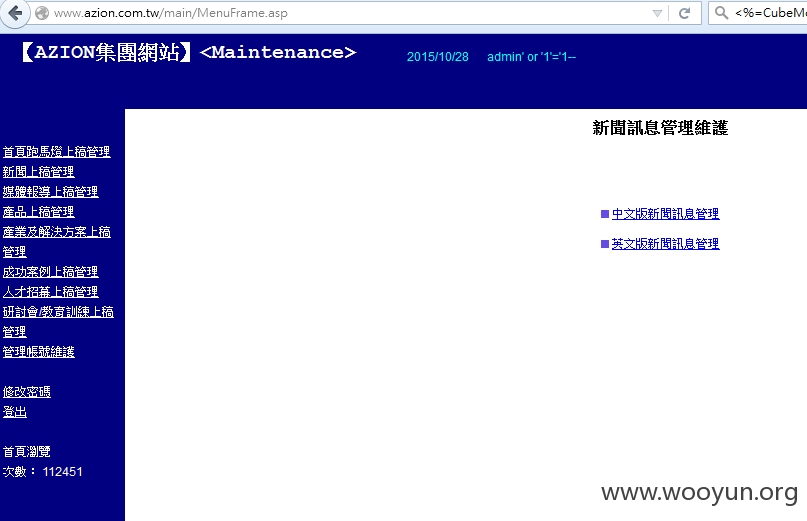 www.azion.com.tw/main/MenuFrame.asp
<%=CubeMo
【AZION集團網站】<Maintenance>
2015/10/28 admin' or '1'='1--
首頁跑馬燈上稿管理
新聞上稿管理
媒體報導上稿管理
產品上稿管理
產業及解決方案上稿
管理
成功案例上稿管理
人才招募上稿管理
研討會/教育訓練上稿
管理
管理帳號維護
修改密碼
登出
首頁瀏覽
次數： 112451
新聞訊息管理維護
中文版新聞訊息管理
英文版新聞訊息管理
www.wooyun.org